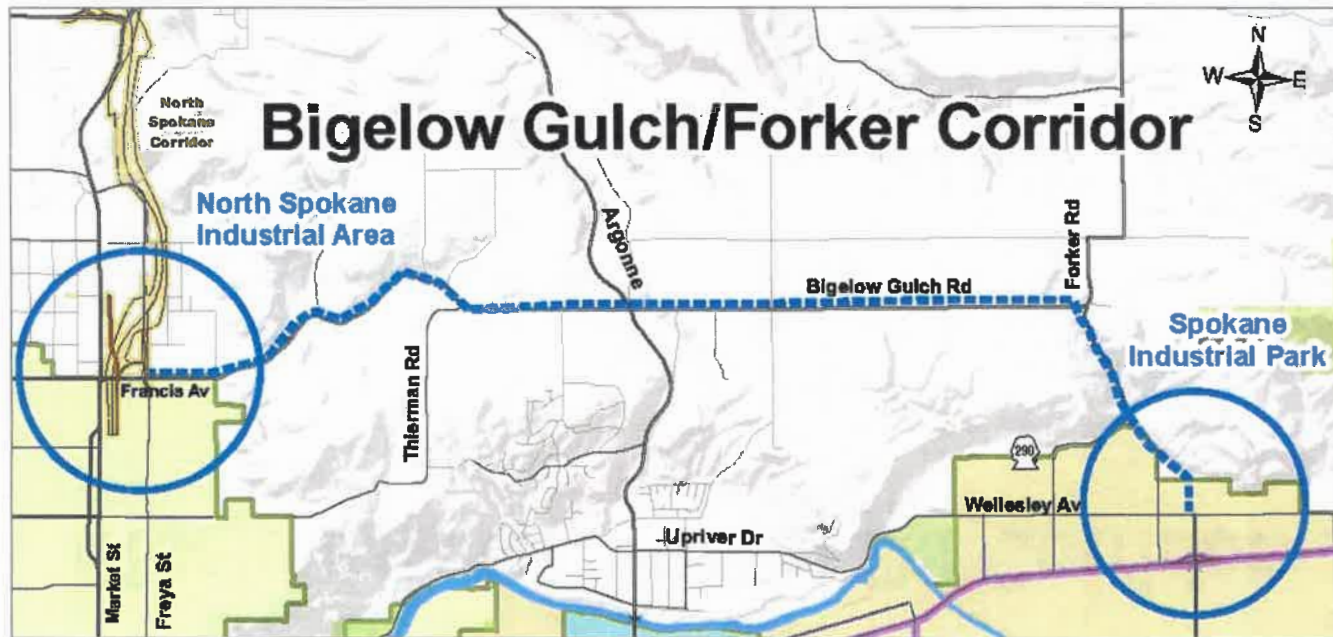 N
W E
S
North
Spokane
Corridor
Bigelow Gulch/Forker Corridor
North Spokane
Industrial Area
Argonne
Forker Rd
Bigelow Gulch Rd
Spokane
Industrial Park
Francis Av
Thierman Rd
290
Wellesley Av
Upriver Dr
Market St
Freya St